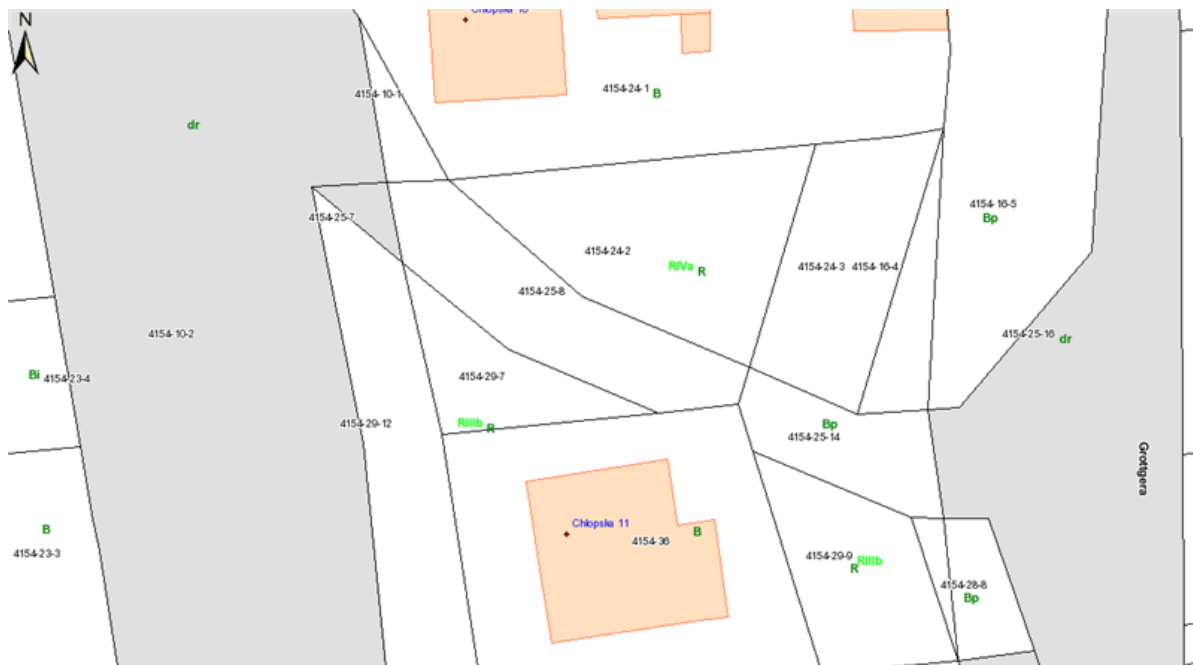 N
Chłopska 10
4154-24-1
B
4154-10-1
dr
4154-16-5
Bp
4154-25-7
4154-24-2
RIVa
R
4154-24-3
4154-16-4
4154-25-8
4154-10-2
4154-25-16
dr
Bi
4154-23-4
4154-29-7
4154-29-12
RIIIb
R
Bp
4154-25-14
Grottgera
Chłopska 11
4154-36
B
B
4154-23-3
4154-29-9
R
RIIIb
4154-28-8
Bp